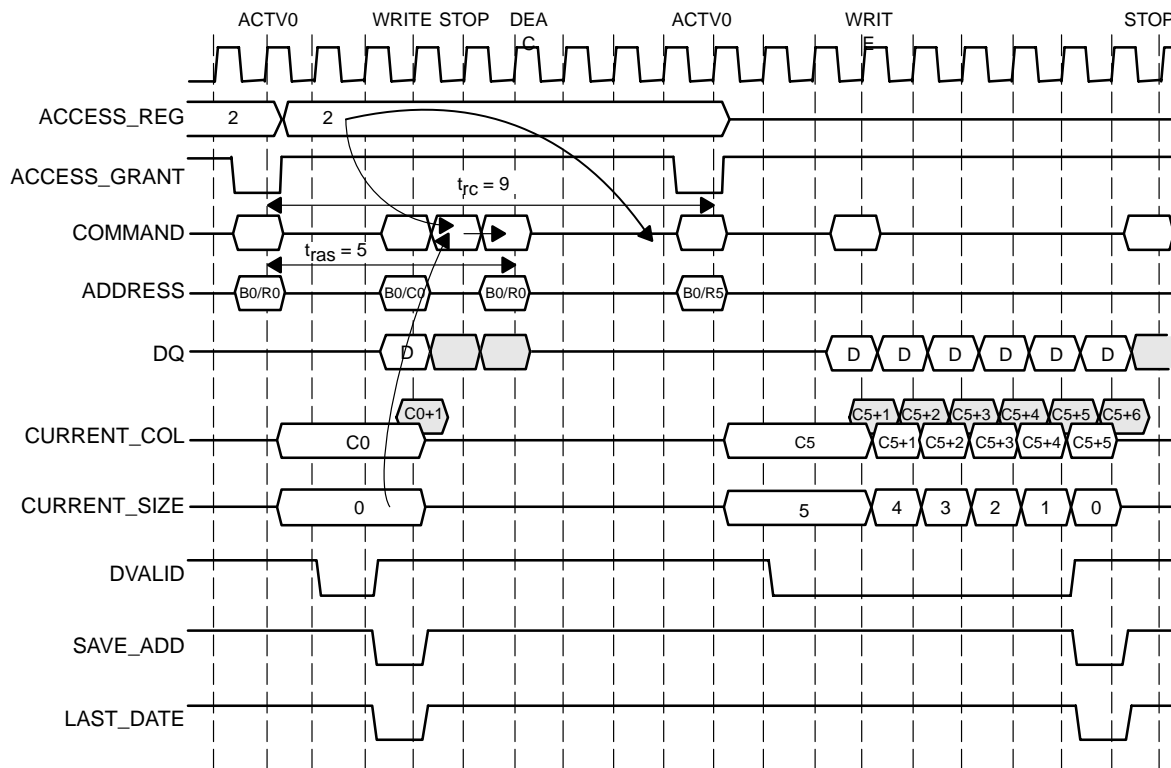 ACTV0 WRITE STOP DEA ACTV0 WRIT STOP
C E
ACCESS_REG 2 2
ACCESS_GRANT
trc = 9
COMMAND
tras = 5
ADDRESS B0/R0 B0/C0 B0/R0 B0/R5
DQ D D D D D D D
C0+1 C5+1 C5+2 C5+3 C5+4 C5+5 C5+6
CURRENT_COL C0 C5 C5+1 C5+2 C5+3 C5+4 C5+5
CURRENT_SIZE 0 5 4 3 2 1 0
DVALID
SAVE_ADD
LAST_DATE